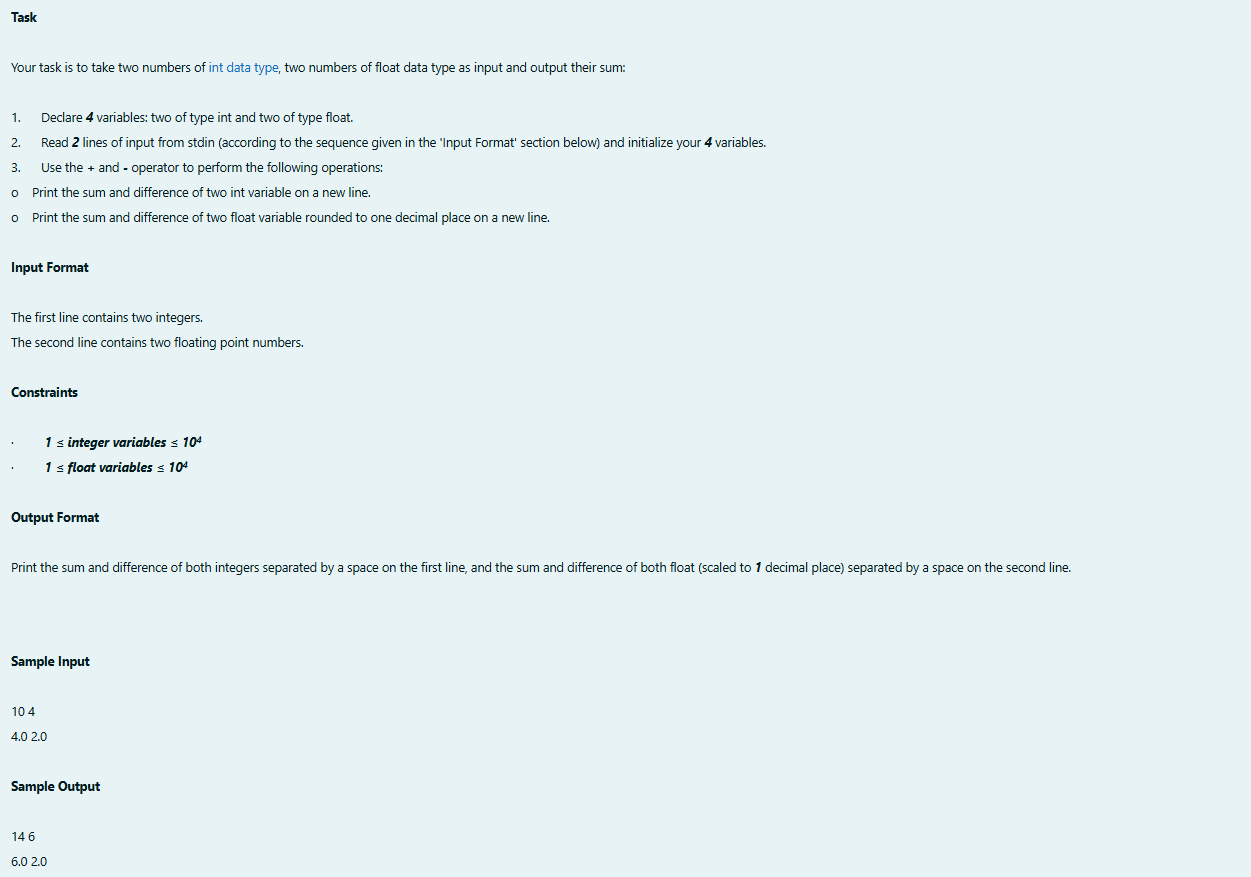 Task
Your task is to take two numbers of int data type, two numbers of float data type as input and output their sum:
1. Declare 4 variables: two of type int and two of type float.
2. Read 2 lines of input from stdin (according to the sequence given in the 'Input Format' section below) and initialize your 4 variables.
3. Use the + and - operator to perform the following operations:
o Print the sum and difference of two int variable on a new line.
o Print the sum and difference of two float variable rounded to one decimal place on a new line.
Input Format
The first line contains two integers.
The second line contains two floating point numbers.
Constraints
· 1 ≤ integer variables ≤ 10⁴
· 1 ≤ float variables ≤ 10⁴
Output Format
Print the sum and difference of both integers separated by a space on the first line, and the sum and difference of both float (scaled to 1 decimal place) separated by a space on the second line.
Sample Input
10 4
4.0 2.0
Sample Output
14 6
6.0 2.0